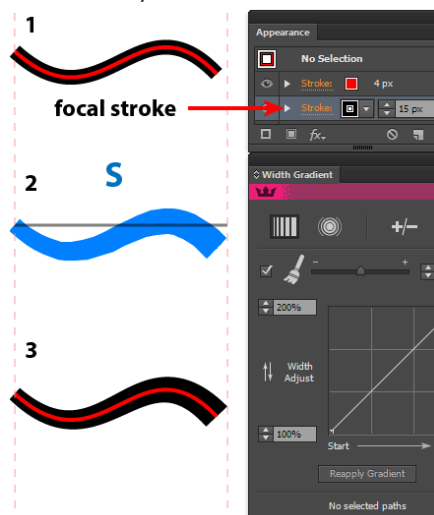 1
focal stroke
2
S
3
Appearance
No Selection
Stroke: 4 px
Stroke: 15 px
fx.
Width Gradient
+/−
- +
200%
Width
Adjust
100%
Start
Reapply Gradient
No selected paths